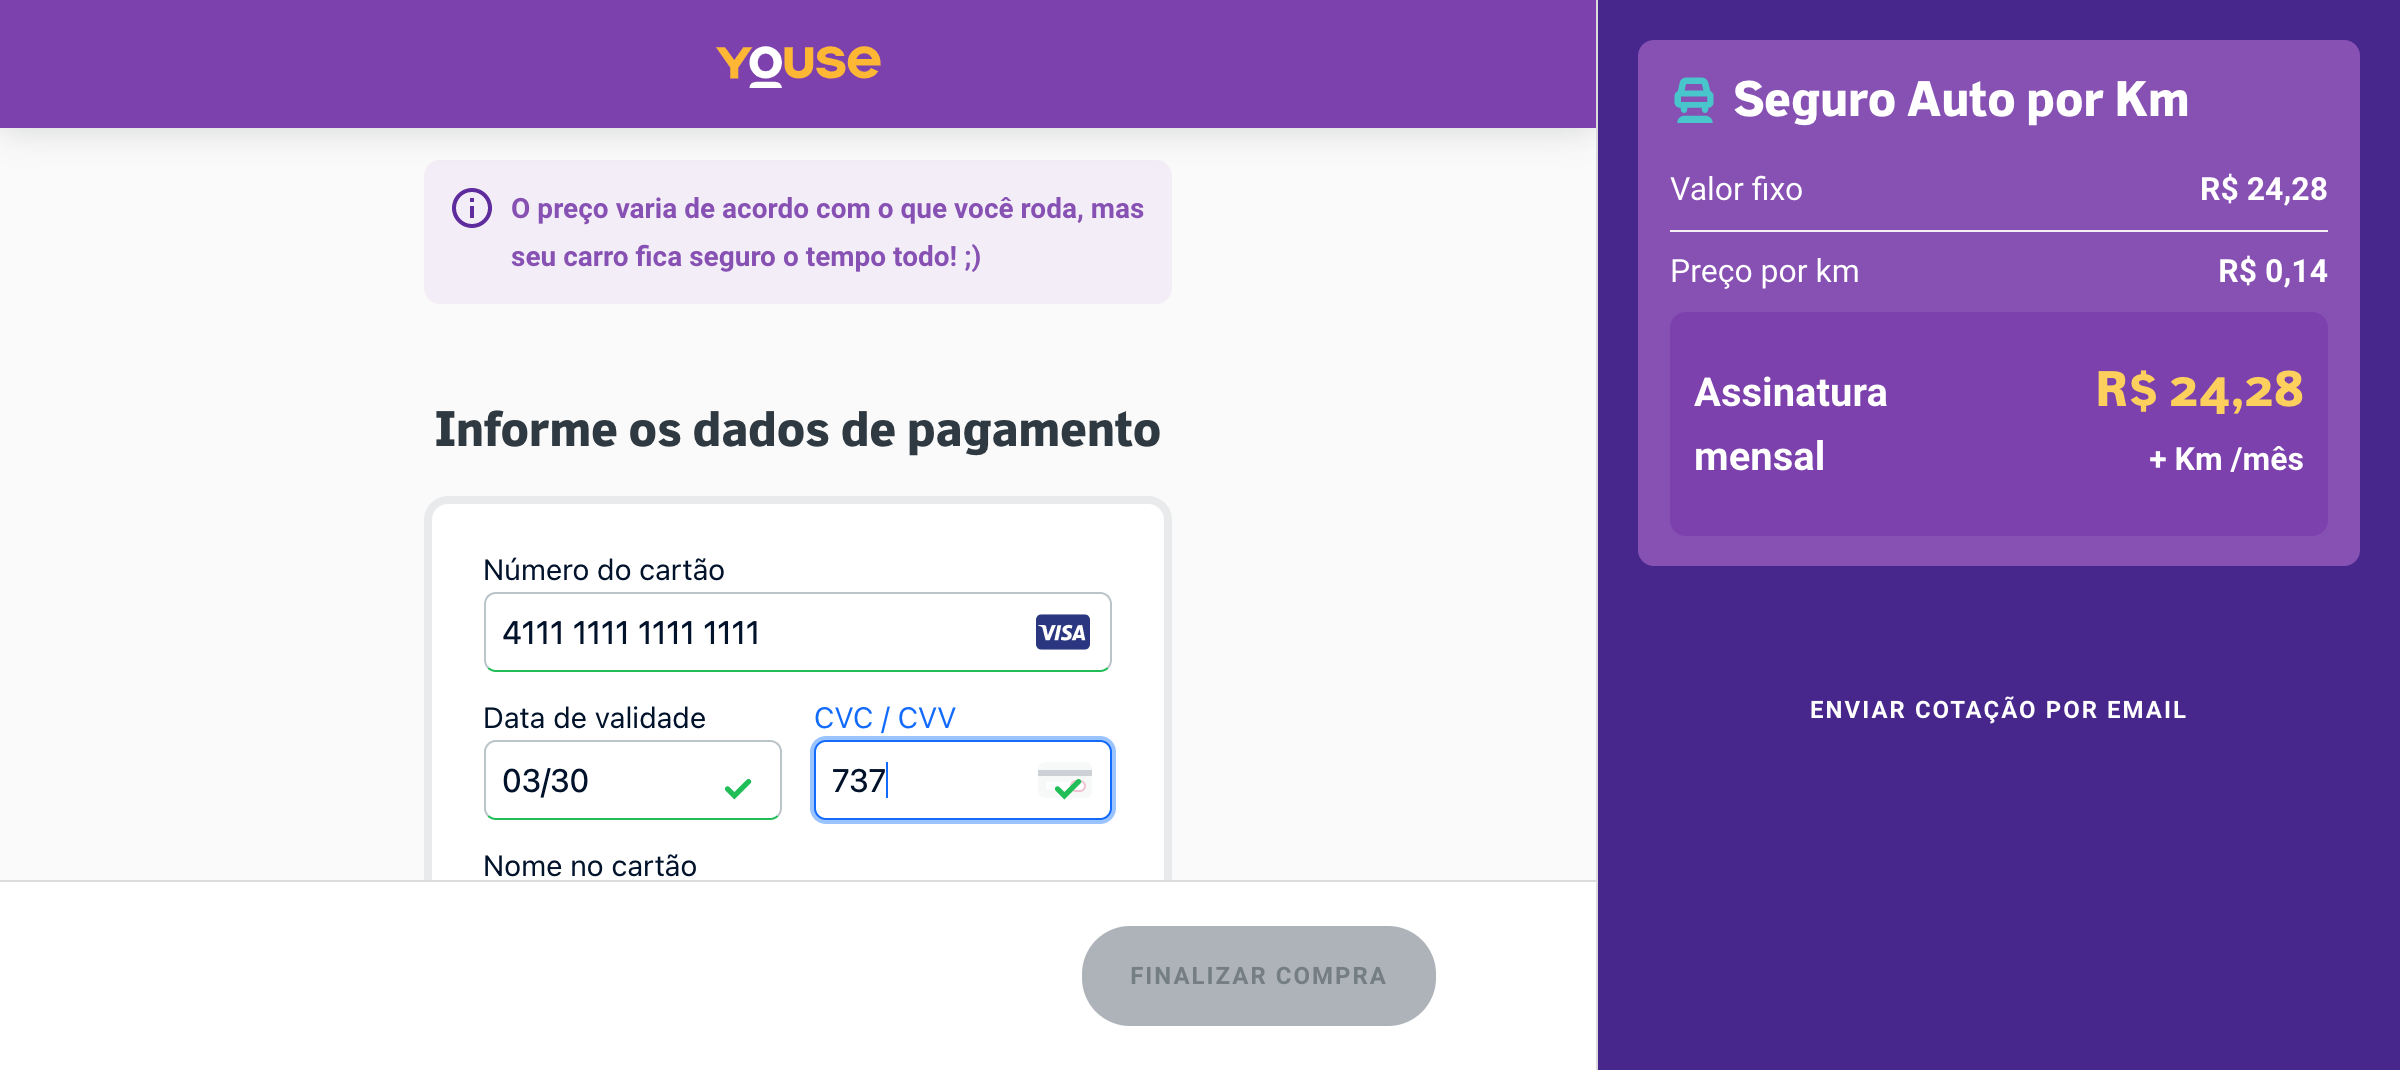 YOUSE
O preço varia de acordo com o que você roda, mas
seu carro fica seguro o tempo todo! ;)
Informe os dados de pagamento
Número do cartão
4111 1111 1111 1111
VISA
Data de validade
CVC / CVV
03/30
737
Nome no cartão
FINALIZAR COMPRA
Seguro Auto por Km
Valor fixo R$ 24,28
Preço por km R$ 0,14
Assinatura mensal
R$ 24,28
+ Km /mês
ENVIAR COTAÇÃO POR EMAIL